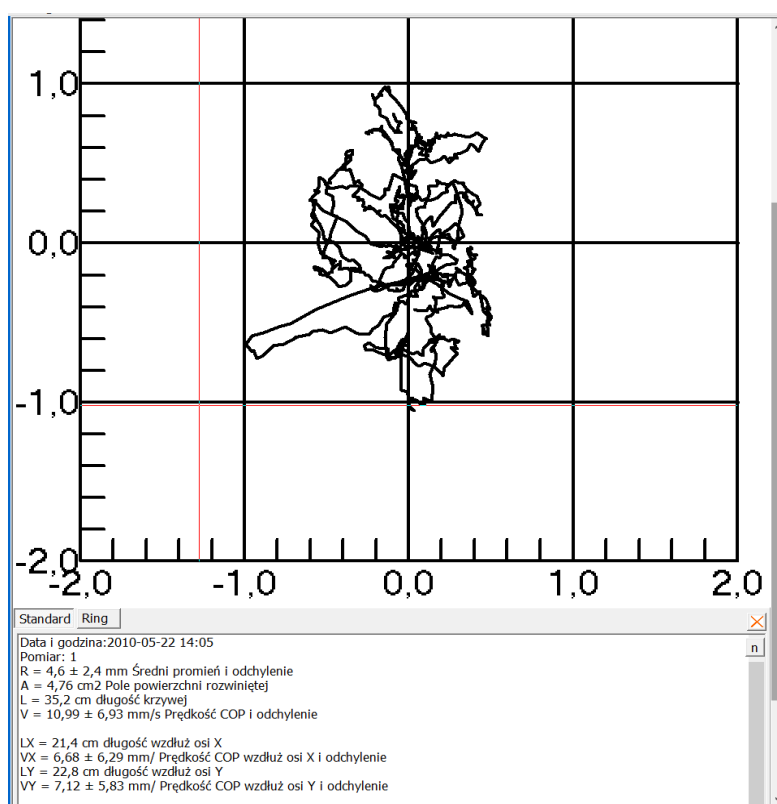 1,0
0,0
-1,0
-2,0
-2,0 -1,0 0,0 1,0 2,0
Standard Ring
Data i godzina:2010-05-22 14:05
n
Pomiar: 1
R = 4,6 ± 2,4 mm Średni promień i odchylenie
A = 4,76 cm2 Pole powierzchni rozwiniętej
L = 35,2 cm długość krzywej
V = 10,99 ± 6,93 mm/s Prędkość COP i odchylenie
LX = 21,4 cm długość wzdłuż osi X
VX = 6,68 ± 6,29 mm/ Prędkość COP wzdłuż osi X i odchylenie
LY = 22,8 cm długość wzdłuż osi Y
VY = 7,12 ± 5,83 mm/ Prędkość COP wzdłuż osi Y i odchylenie